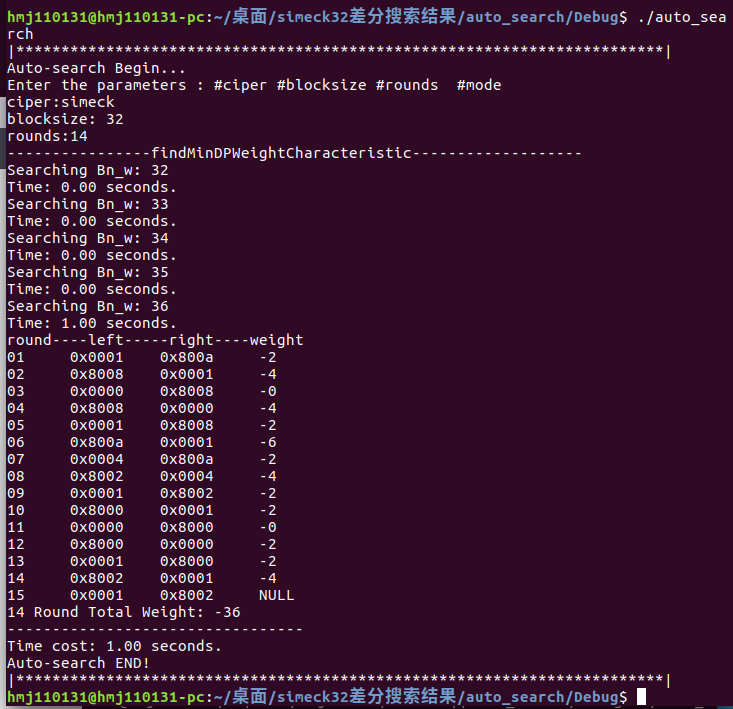 hmj110131@hmj110131-pc:~/桌面/simeck32差分搜索结果/auto_search/Debug$ ./auto_sea
rch
|************************************************************************|
Auto-search Begin...
Enter the parameters : #ciper #blocksize #rounds  #mode
ciper:simeck
blocksize: 32
rounds:14
----------------findMinDPWeightCharacteristic-------------------
Searching Bn_w: 32
Time: 0.00 seconds.
Searching Bn_w: 33
Time: 0.00 seconds.
Searching Bn_w: 34
Time: 0.00 seconds.
Searching Bn_w: 35
Time: 0.00 seconds.
Searching Bn_w: 36
Time: 1.00 seconds.
round----left-----right----weight
01     0x0001    0x800a     -2
02     0x8008    0x0001     -4
03     0x0000    0x8008     -0
04     0x8008    0x0000     -4
05     0x0001    0x8008     -2
06     0x800a    0x0001     -6
07     0x0004    0x800a     -2
08     0x8002    0x0004     -4
09     0x0001    0x8002     -2
10     0x8000    0x0001     -2
11     0x0000    0x8000     -0
12     0x8000    0x0000     -2
13     0x0001    0x8000     -2
14     0x8002    0x0001     -4
15     0x0001    0x8002     NULL
14 Round Total Weight: -36
---------------------------------
Time cost: 1.00 seconds.
Auto-search END!
|************************************************************************|
hmj110131@hmj110131-pc:~/桌面/simeck32差分搜索结果/auto_search/Debug$